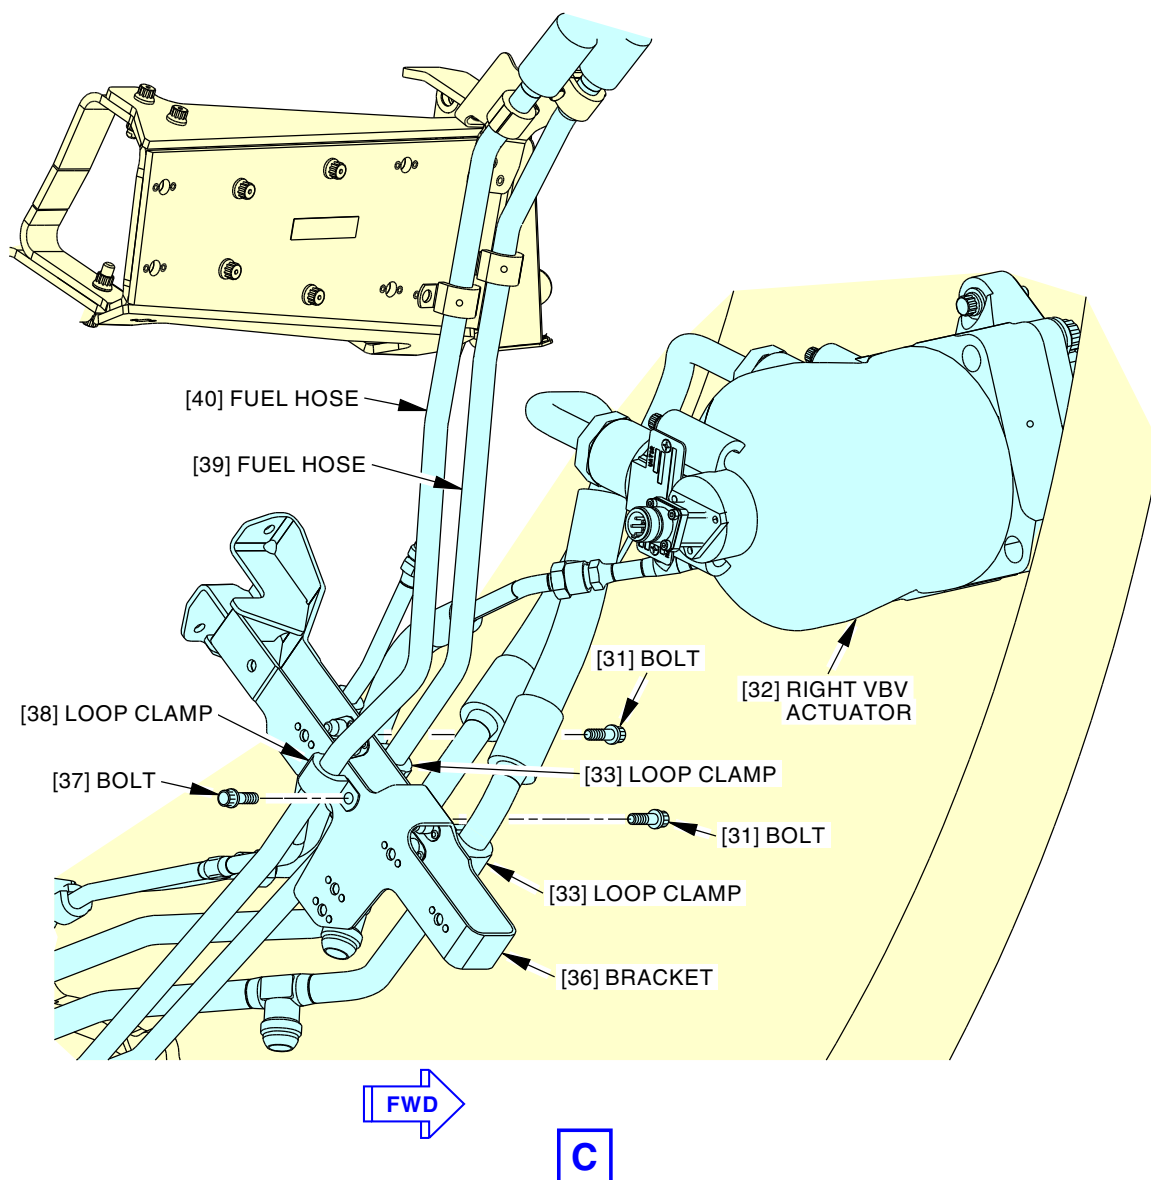 [40] FUEL HOSE
[39] FUEL HOSE
[31] BOLT
[32] RIGHT VBV
ACTUATOR
[38] LOOP CLAMP
[33] LOOP CLAMP
[37] BOLT
[31] BOLT
[33] LOOP CLAMP
[36] BRACKET
FWD
C